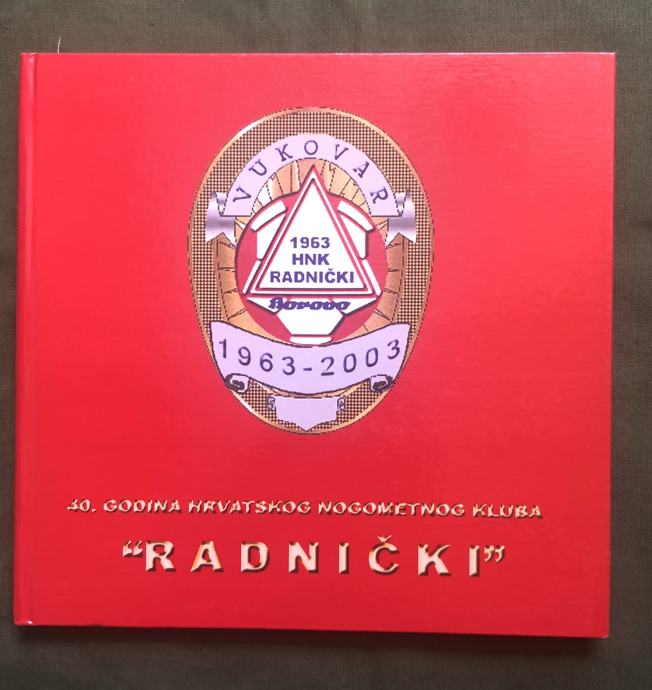 VUKOVAR
1963
HNK
RADNIČKI
Borovo
1963-2003
40. GODINA HRVATSKOG NOGOMETNOG KLUBA
“RADNIČKI”